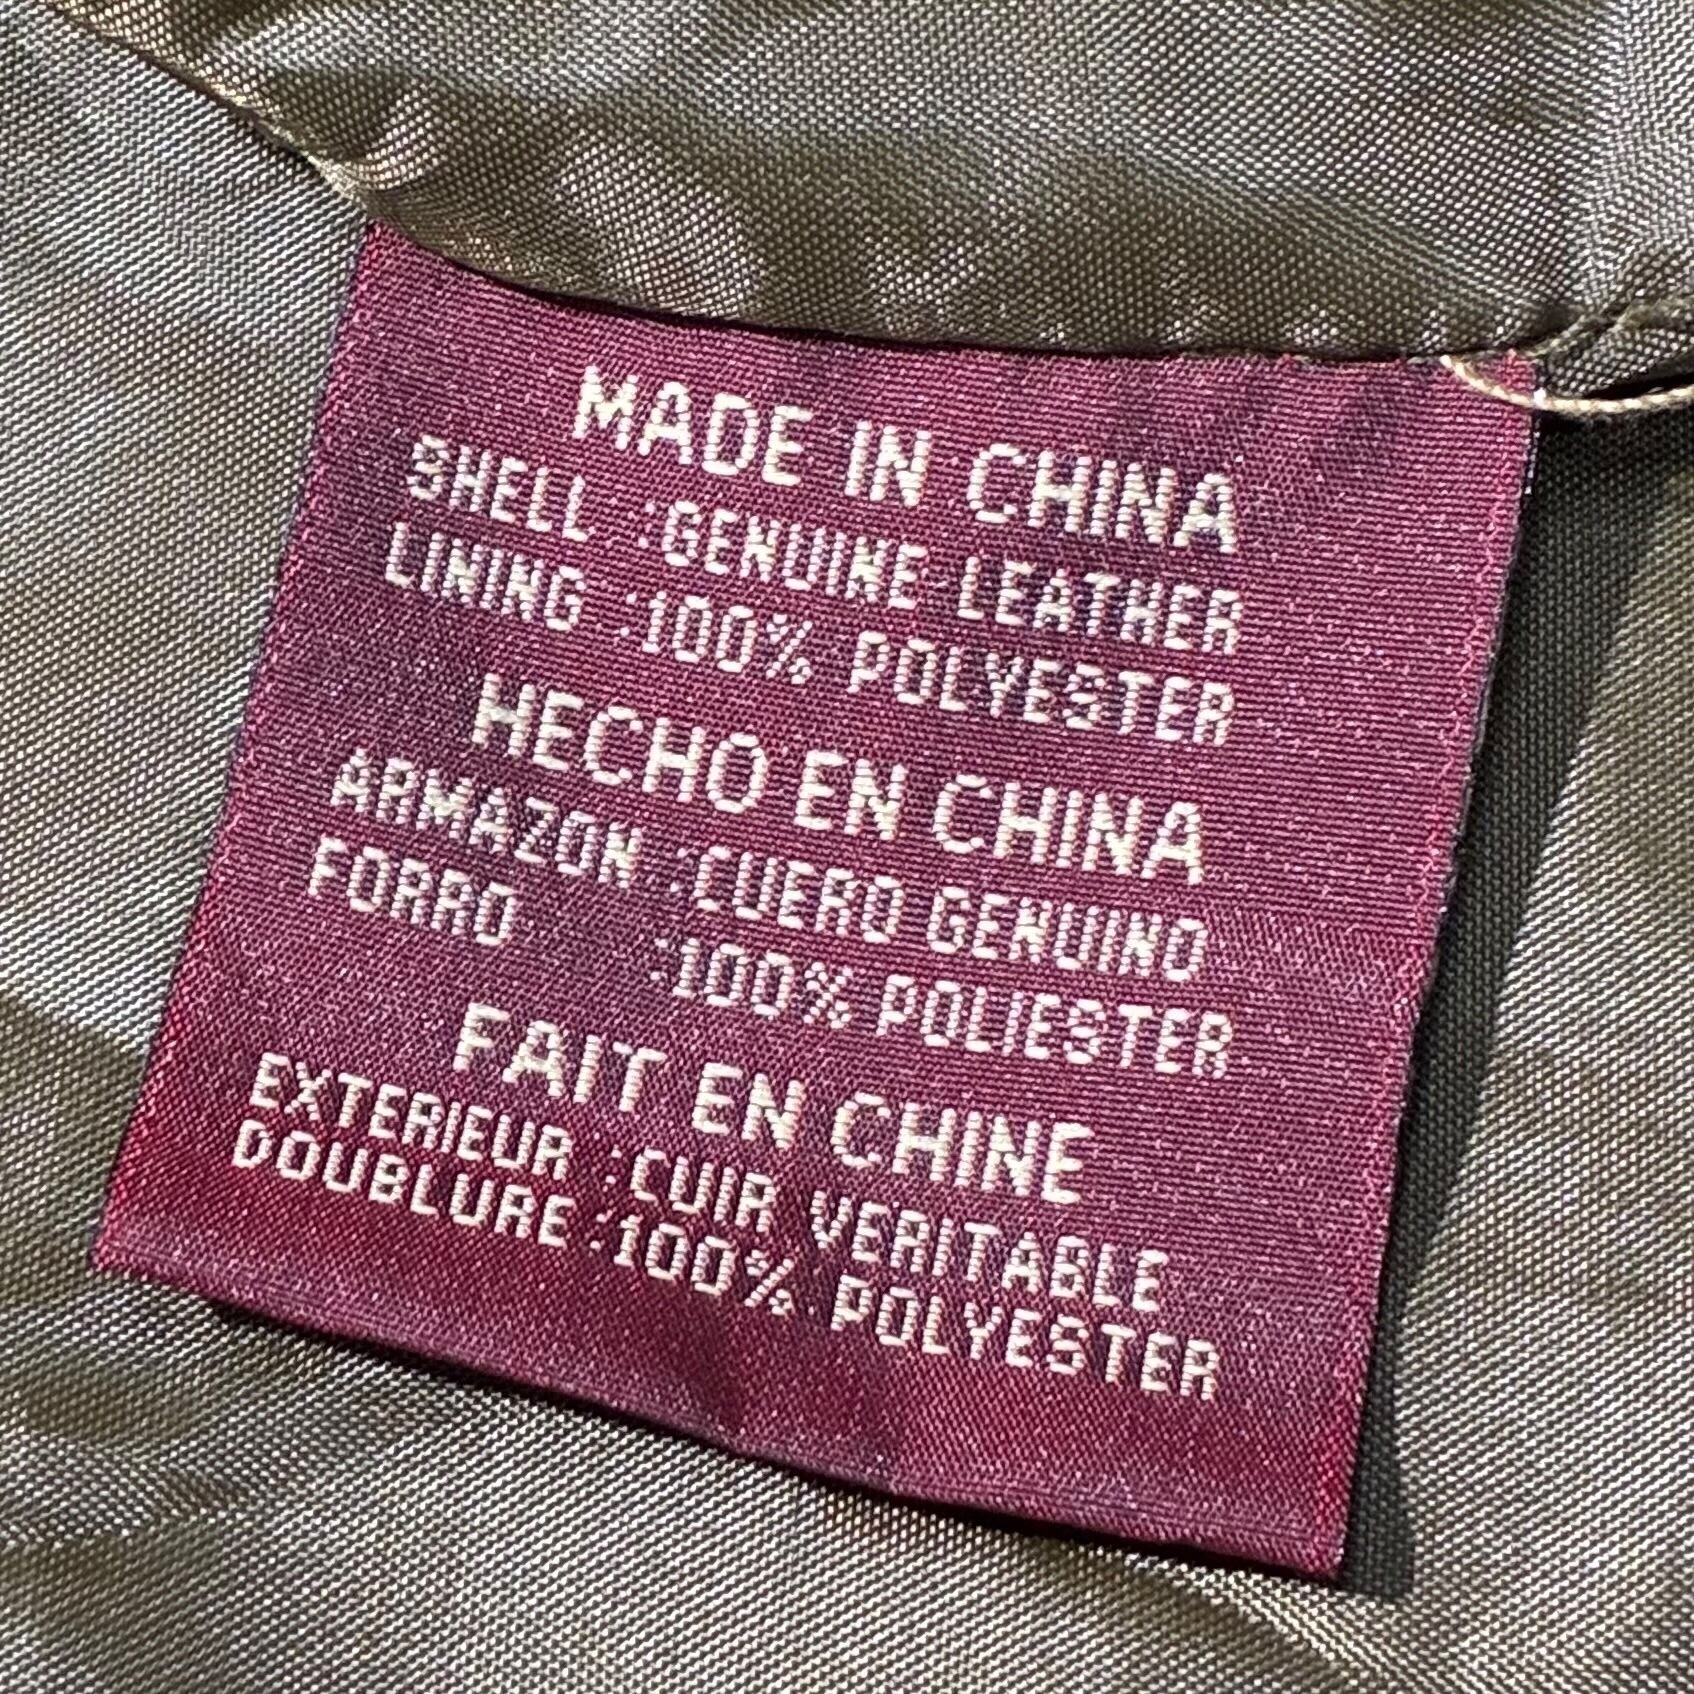 MADE IN CHINA
SHELL :GENUINE LEATHER
LINING :100% POLYESTER
HECHO EN CHINA
ARMAZON :CUERO GENUINO
FORRO :100% POLIESTER
FAIT EN CHINE
EXTERIEUR :CUIR VERITABLE
DOUBLURE :100% POLYESTER